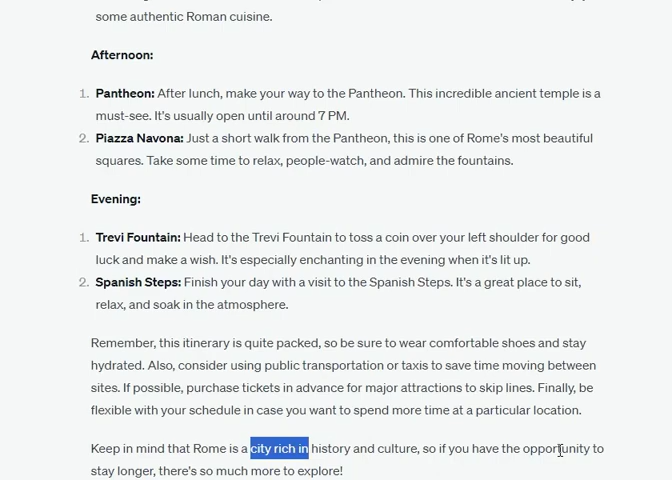 some authentic Roman cuisine.
Afternoon:
1. Pantheon: After lunch, make your way to the Pantheon. This incredible ancient temple is a
must-see. It's usually open until around 7 PM.
2. Piazza Navona: Just a short walk from the Pantheon, this is one of Rome's most beautiful
squares. Take some time to relax, people-watch, and admire the fountains.
Evening:
1. Trevi Fountain: Head to the Trevi Fountain to toss a coin over your left shoulder for good
luck and make a wish. It's especially enchanting in the evening when it's lit up.
2. Spanish Steps: Finish your day with a visit to the Spanish Steps. It's a great place to sit,
relax, and soak in the atmosphere.
Remember, this itinerary is quite packed, so be sure to wear comfortable shoes and stay
hydrated. Also, consider using public transportation or taxis to save time moving between
sites. If possible, purchase tickets in advance for major attractions to skip lines. Finally, be
flexible with your schedule in case you want to spend more time at a particular location.
Keep in mind that Rome is a city rich in history and culture, so if you have the opportunity to
stay longer, there's so much more to explore!